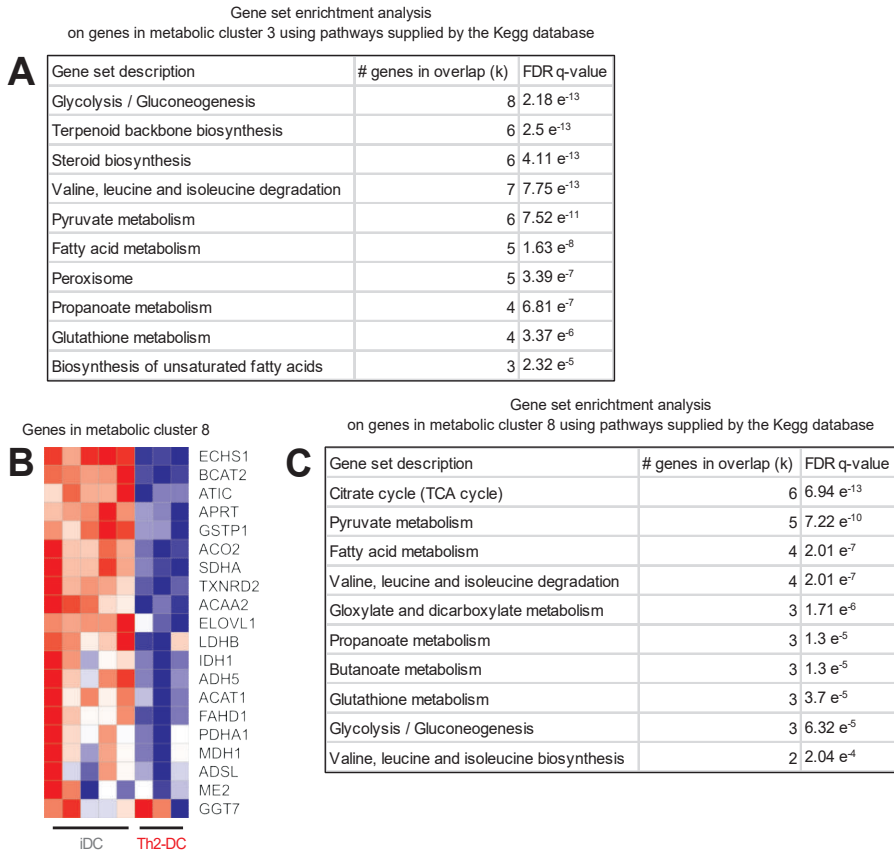 Gene set enrichtment analysis
on genes in metabolic cluster 3 using pathways supplied by the Kegg database
A
Gene set description # genes in overlap (k) FDR q-value
Glycolysis / Gluconeogenesis 8 2.18 e-13
Terpenoid backbone biosynthesis 6 2.5 e-13
Steroid biosynthesis 6 4.11 e-13
Valine, leucine and isoleucine degradation 7 7.75 e-13
Pyruvate metabolism 6 7.52 e-11
Fatty acid metabolism 5 1.63 e-8
Peroxisome 5 3.39 e-7
Propanoate metabolism 4 6.81 e-7
Glutathione metabolism 4 3.37 e-6
Biosynthesis of unsaturated fatty acids 3 2.32 e-5
Genes in metabolic cluster 8
B
ECHS1
BCAT2
ATIC
APRT
GSTP1
ACO2
SDHA
TXNRD2
ACAA2
ELOVL1
LDHB
IDH1
ADH5
ACAT1
FAHD1
PDHA1
MDH1
ADSL
ME2
GGT7
iDC Th2-DC
Gene set enrichtment analysis
on genes in metabolic cluster 8 using pathways supplied by the Kegg database
C
Gene set description # genes in overlap (k) FDR q-value
Citrate cycle (TCA cycle) 6 6.94 e-13
Pyruvate metabolism 5 7.22 e-10
Fatty acid metabolism 4 2.01 e-7
Valine, leucine and isoleucine degradation 4 2.01 e-7
Gloxylate and dicarboxylate metabolism 3 1.71 e-6
Propanoate metabolism 3 1.3 e-5
Butanoate metabolism 3 1.3 e-5
Glutathione metabolism 3 3.7 e-5
Glycolysis / Gluconeogenesis 3 6.32 e-5
Valine, leucine and isoleucine biosynthesis 2 2.04 e-4